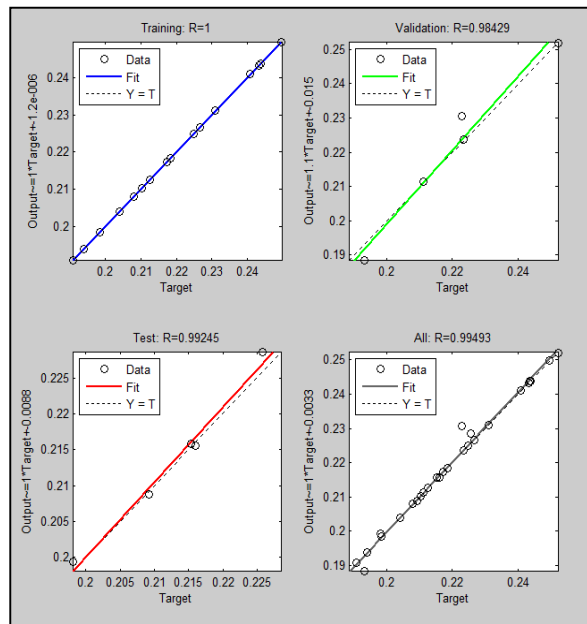 Training: R=1
Output~=1*Target+-1.2e-006
0.24
0.23
0.22
0.21
0.2
Data
Fit
Y = T
0.2
0.21
0.22
0.23
0.24
Target
Validation: R=0.98429
Output~=1.1*Target+-0.015
0.25
0.24
0.23
0.22
0.21
0.2
0.19
Data
Fit
Y = T
0.2
0.22
0.24
Target
Test: R=0.99245
Output~=1*Target+-0.0088
0.225
0.22
0.215
0.21
0.205
0.2
Data
Fit
Y = T
0.2
0.205
0.21
0.215
0.22
0.225
Target
All: R=0.99493
Output~=1*Target+-0.0033
0.25
0.24
0.23
0.22
0.21
0.2
0.19
Data
Fit
Y = T
0.2
0.22
0.24
Target